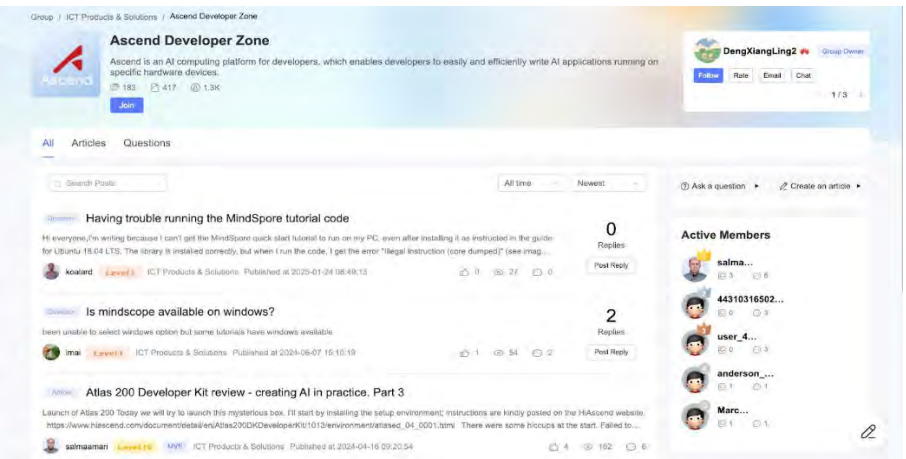 Group / ICT Products & Solutions / Ascend Developer Zone
Ascend
Ascend Developer Zone
Ascend is an AI computing platform for developers, which enables developers to easily and efficiently write AI applications running on
specific hardware devices.
183 417 1.3K
Join
DengXiangLing2 Group Owner
Follow Rate Email Chat
1 / 3
All Articles Questions
Search Posts
All time Newest
Ask a question Create an article
Question Having trouble running the MindSpore tutorial code
Hi everyone,I'm writing because I can't get the MindSpore quick start tutorial to run on my PC, even after installing it as instructed in the guide
for Ubuntu 18.04 LTS. The library is installed correctly, but when I run the code, I get the error "Illegal instruction (core dumped)" (see imag...
koalard Level1 ICT Products & Solutions Published at 2025-01-24 08:49:13 0 27 0
0
Replies
Post Reply
Question Is mindscope available on windows?
been unable to select windows option but some tutorials have windows available
imai Level1 ICT Products & Solutions Published at 2024-06-07 15:10:19 1 54 2
2
Replies
Post Reply
Article Atlas 200 Developer Kit review - creating AI in practice. Part 3
Launch of Atlas 200 Today we will try to launch this mysterious box. I'll start by installing the setup environment; instructions are kindly posted on the HiAscend website.
https://www.hiascend.com/document/detail/en/Atlas200DKDeveloperKit/1013/environment/atlased_04_0001.html There were some hiccups at the start. Failed to...
salmaamari MVE ICT Products & Solutions Published at 2024-04-16 09:20:54 4 162 6
Active Members
salma...
3 6
44310316502...
0 3
user_4...
0 3
anderson_...
1 1
Marc...
1 1